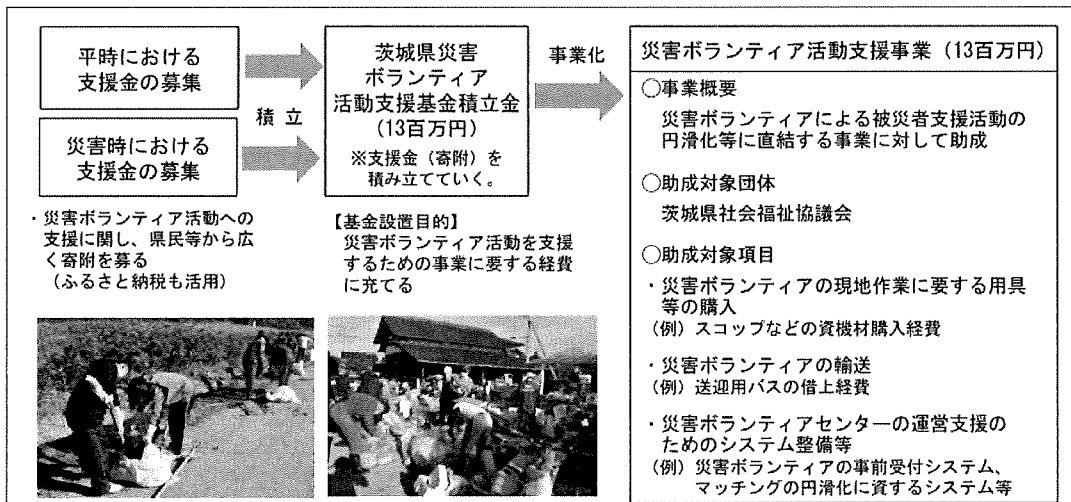 平時における
支援金の募集
災害時における
支援金の募集
積立
・災害ボランティア活動への
支援に関し、県民等から広
く寄附を募る
(ふるさと納税も活用)
茨城県災害
ボランティア
活動支援基金積立金
(13百万円)
※支援金(寄附)を
積み立てていく。
【基金設置目的】
災害ボランティア活動を支援
するための事業に要する経費
に充てる
事業化
災害ボランティア活動支援事業(13百万円)
○事業概要
災害ボランティアによる被災者支援活動の
円滑化等に直結する事業に対して助成
○助成対象団体
茨城県社会福祉協議会
○助成対象項目
・災害ボランティアの現地作業に要する用具
等の購入
(例)スコップなどの資機材購入経費
・災害ボランティアの輸送
(例)送迎用バスの借上経費
・災害ボランティアセンターの運営支援の
ためのシステム整備等
(例)災害ボランティアの事前受付システム、
マッチングの円滑化に資するシステム等